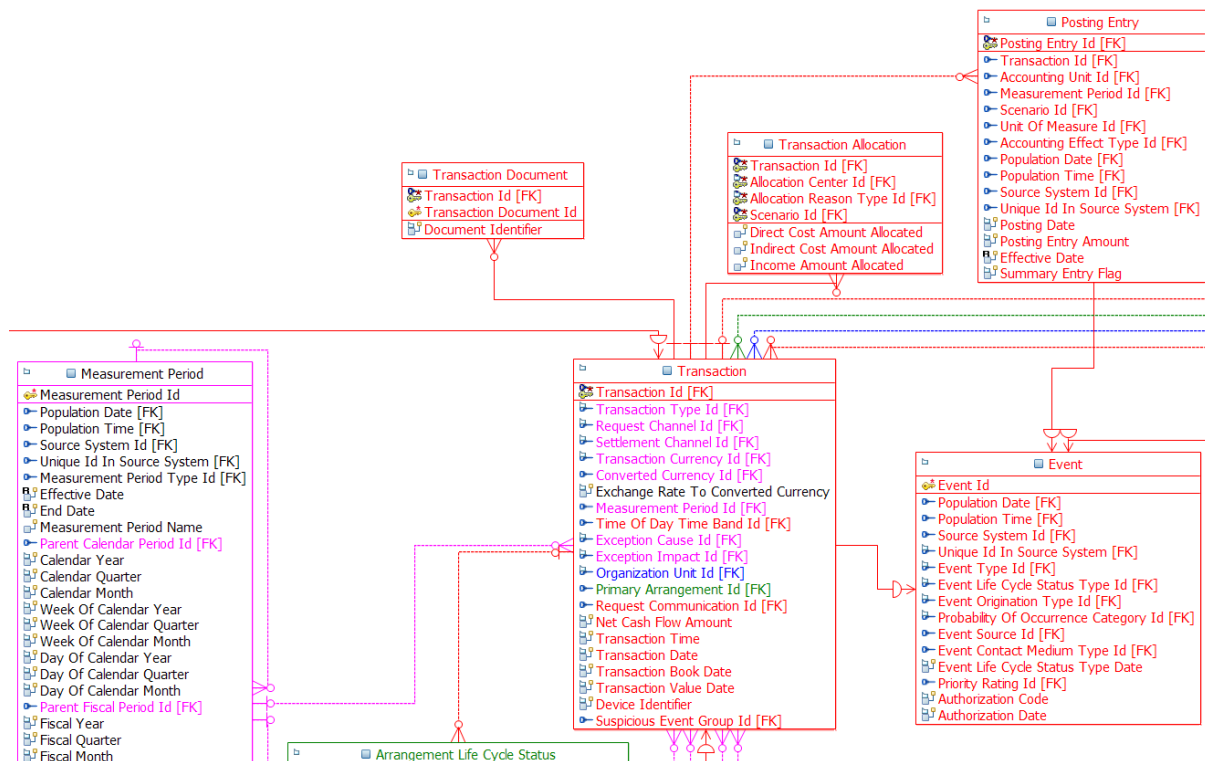 Posting Entry
Posting Entry Id [FK]
Transaction Id [FK]
Accounting Unit Id [FK]
Measurement Period Id [FK]
Scenario Id [FK]
Unit Of Measure Id [FK]
Accounting Effect Type Id [FK]
Population Date [FK]
Population Time [FK]
Source System Id [FK]
Unique Id In Source System [FK]
Posting Date
Posting Entry Amount
Effective Date
Summary Entry Flag
Transaction Allocation
Transaction Id [FK]
Allocation Center Id [FK]
Allocation Reason Type Id [FK]
Scenario Id [FK]
Direct Cost Amount Allocated
Indirect Cost Amount Allocated
Income Amount Allocated
Transaction Document
Transaction Id [FK]
Transaction Document Id
Document Identifier
Measurement Period
Measurement Period Id
Population Date [FK]
Population Time [FK]
Source System Id [FK]
Unique Id In Source System [FK]
Measurement Period Type Id [FK]
Effective Date
End Date
Measurement Period Name
Parent Calendar Period Id [FK]
Calendar Year
Calendar Quarter
Calendar Month
Week Of Calendar Year
Week Of Calendar Quarter
Week Of Calendar Month
Day Of Calendar Year
Day Of Calendar Quarter
Day Of Calendar Month
Parent Fiscal Period Id [FK]
Fiscal Year
Fiscal Quarter
Fiscal Month
Transaction
Transaction Id [FK]
Transaction Type Id [FK]
Request Channel Id [FK]
Settlement Channel Id [FK]
Transaction Currency Id [FK]
Converted Currency Id [FK]
Exchange Rate To Converted Currency
Measurement Period Id [FK]
Time Of Day Time Band Id [FK]
Exception Cause Id [FK]
Exception Impact Id [FK]
Organization Unit Id [FK]
Primary Arrangement Id [FK]
Request Communication Id [FK]
Net Cash Flow Amount
Transaction Time
Transaction Date
Transaction Book Date
Transaction Value Date
Device Identifier
Suspicious Event Group Id [FK]
Event
Event Id
Population Date [FK]
Population Time [FK]
Source System Id [FK]
Unique Id In Source System [FK]
Event Type Id [FK]
Event Life Cycle Status Type Id [FK]
Event Origination Type Id [FK]
Probability Of Occurrence Category Id [FK]
Event Source Id [FK]
Event Contact Medium Type Id [FK]
Event Life Cycle Status Type Date
Priority Rating Id [FK]
Authorization Code
Authorization Date
Arrangement Life Cycle Status